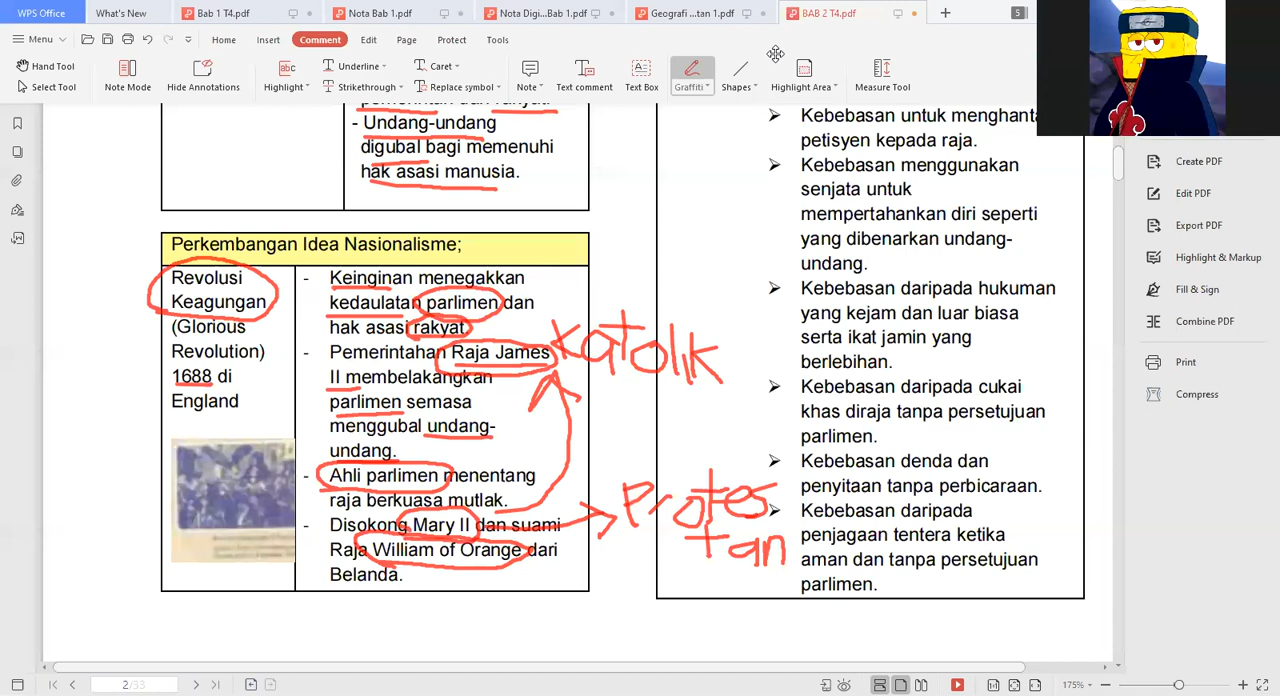 WPS Office
What's New
Bab 1 T4.pdf
Nota Bab 1.pdf
Nota Digi...Bab 1.pdf
Geografi ...tan 1.pdf
BAB 2 T4.pdf
5
Menu
Home
Insert
Comment
Edit
Page
Protect
Tools
Hand Tool
Select Tool
Note Mode
Hide Annotations
Highlight
Underline
Strikethrough
Caret
Replace symbol
Note
Text comment
Text Box
Graffiti
Shapes
Highlight Area
Measure Tool
- Undang-undang
digubal bagi memenuhi
hak asasi manusia.
Perkembangan Idea Nasionalisme;
Revolusi
Keagungan
(Glorious
Revolution)
1688 di
England
- Keinginan menegakkan
kedaulatan parlimen dan
hak asasi rakyat
- Pemerintahan Raja James
II membelakangkan
parlimen semasa
menggubal undang-
undang.
- Ahli parlimen menentang
raja berkuasa mutlak.
- Disokong Mary II dan suami
Raja William of Orange dari
Belanda.
Katolik
Protes
tan
➤ Kebebasan untuk menghanta
petisyen kepada raja.
➤ Kebebasan menggunakan
senjata untuk
mempertahankan diri seperti
yang dibenarkan undang-
undang.
➤ Kebebasan daripada hukuman
yang kejam dan luar biasa
serta ikat jamin yang
berlebihan.
➤ Kebebasan daripada cukai
khas diraja tanpa persetujuan
parlimen.
➤ Kebebasan denda dan
penyitaan tanpa perbicaraan.
➤ Kebebasan daripada
penjagaan tentera ketika
aman dan tanpa persetujuan
parlimen.
Create PDF
Edit PDF
Export PDF
Highlight & Markup
Fill & Sign
Combine PDF
Print
Compress
2/33
175%